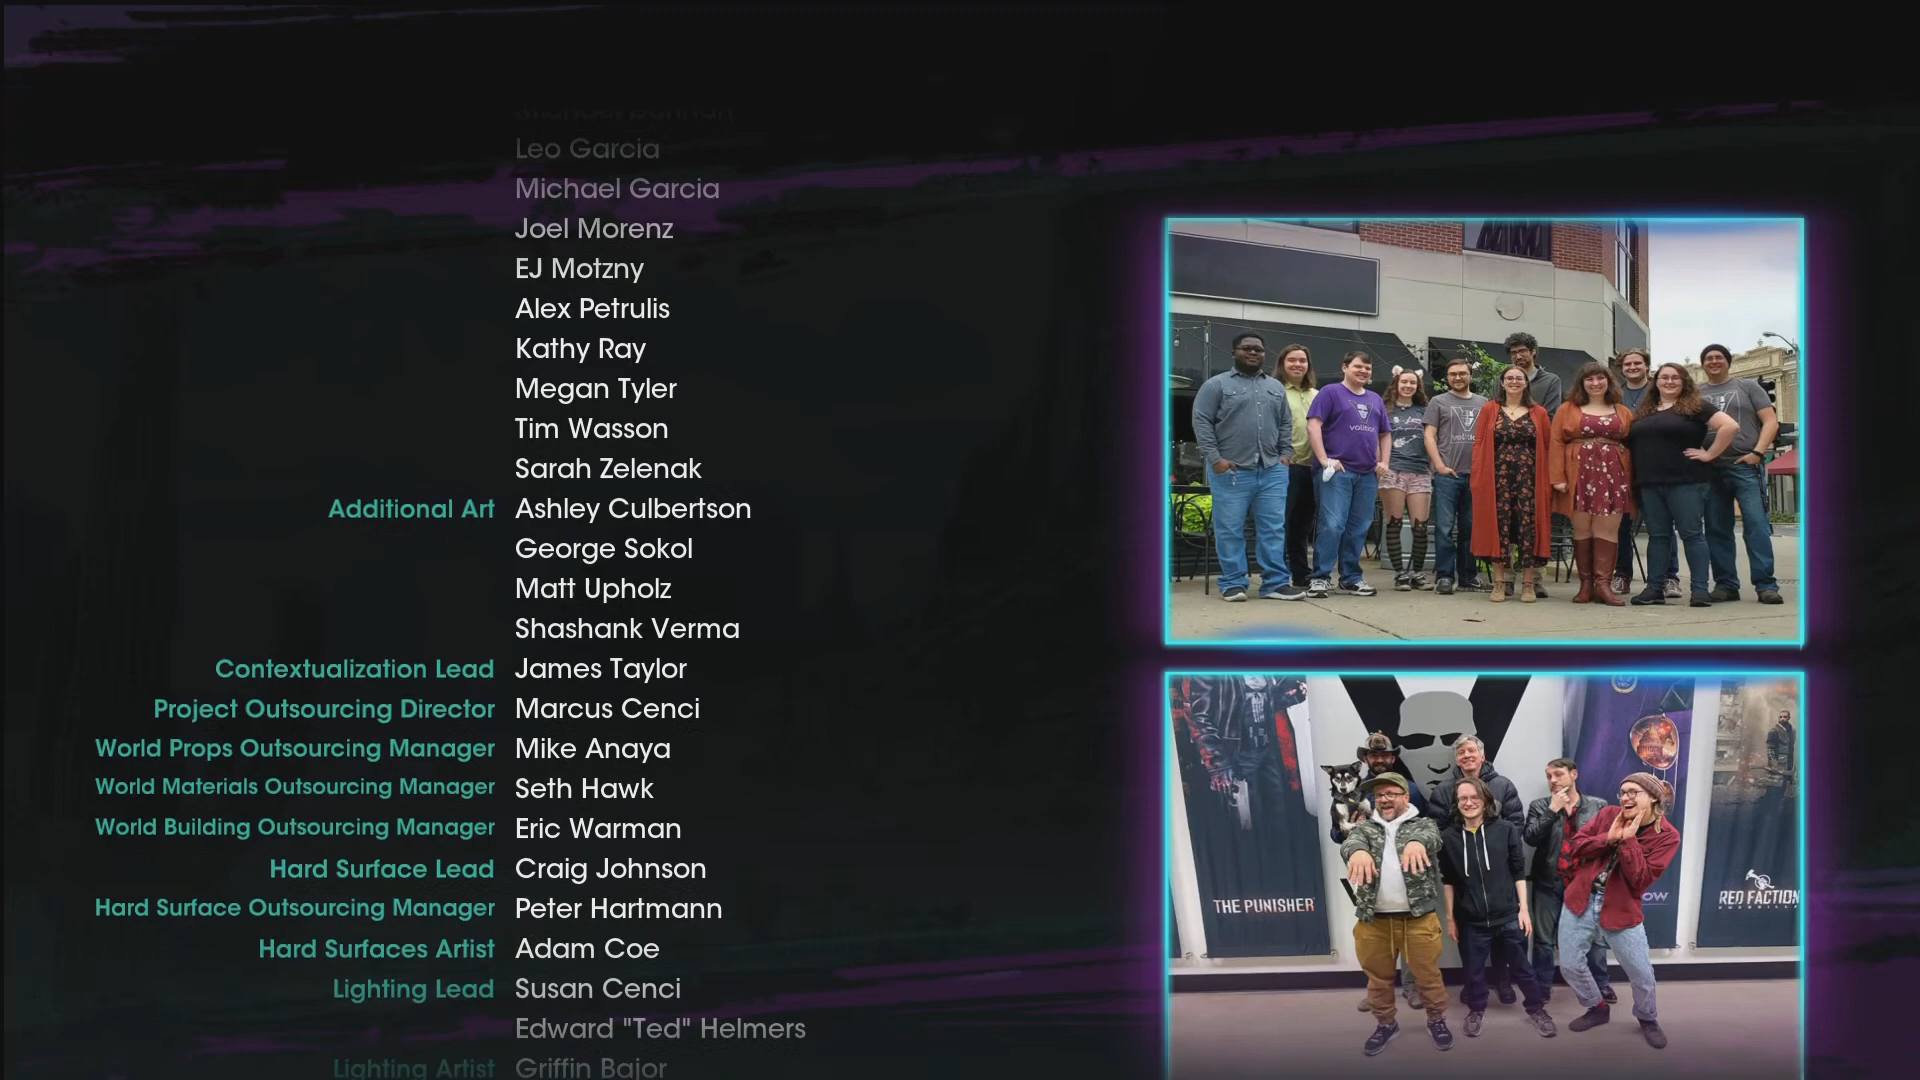 Leo Garcia
Michael Garcia
Joel Morenz
EJ Motzny
Alex Petrulis
Kathy Ray
Megan Tyler
Tim Wasson
Sarah Zelenak
Additional Art Ashley Culbertson
George Sokol
Matt Upholz
Shashank Verma
Contextualization Lead James Taylor
Project Outsourcing Director Marcus Cenci
World Props Outsourcing Manager Mike Anaya
World Materials Outsourcing Manager Seth Hawk
World Building Outsourcing Manager Eric Warman
Hard Surface Lead Craig Johnson
Hard Surface Outsourcing Manager Peter Hartmann
Hard Surfaces Artist Adam Coe
Lighting Lead Susan Cenci
Edward "Ted" Helmers
Lighting Artist Griffin Bajor
THE PUNISHER
RED FACTION